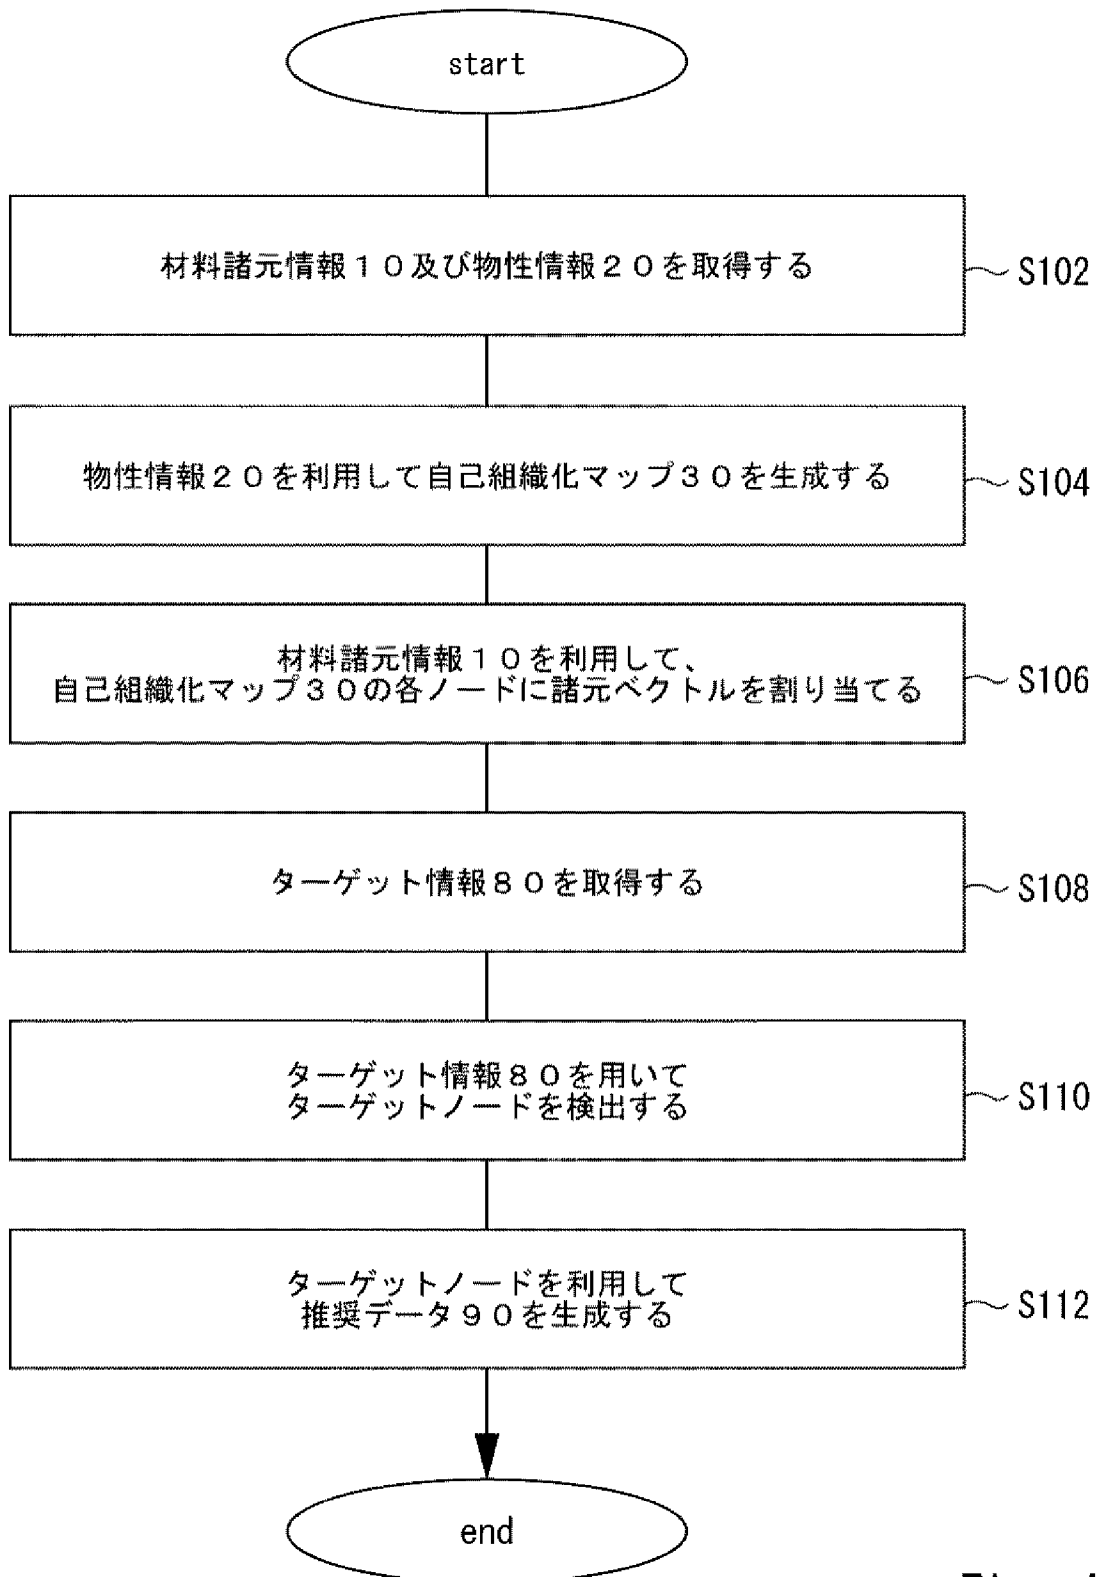 start
材料諸元情報１０及び物性情報２０を取得する
S102
物性情報２０を利用して自己組織化マップ３０を生成する
S104
材料諸元情報１０を利用して、
自己組織化マップ３０の各ノードに諸元ベクトルを割り当てる
S106
ターゲット情報８０を取得する
S108
ターゲット情報８０を用いて
ターゲットノードを検出する
S110
ターゲットノードを利用して
推奨データ９０を生成する
S112
end